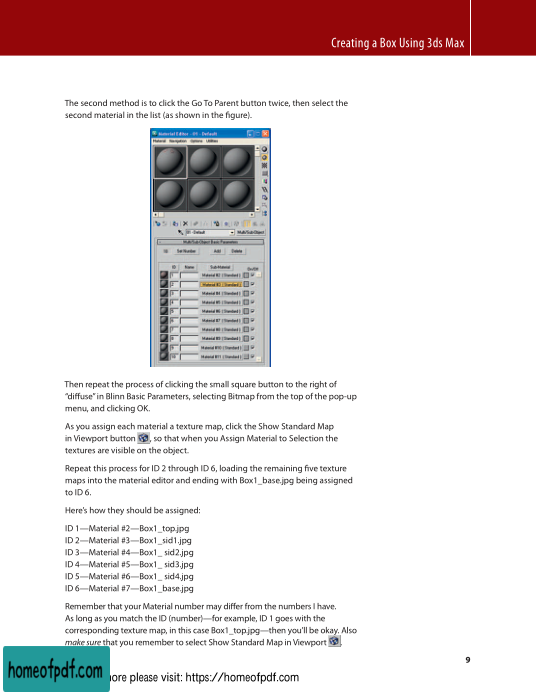 Creating a Box Using 3ds Max
The second method is to click the Go To Parent button twice, then select the
second material in the list (as shown in the figure).
Material Editor - 01 - Default
Material Navigation Options Utilities
01 - Default Multi/Sub-Object
Multi/Sub-Object Basic Parameters
10 Set Number Add Delete
ID Name Sub-Material On/Off
1 Material #2 ( Standard )
2 Material #3 ( Standard )
3 Material #4 ( Standard )
4 Material #5 ( Standard )
5 Material #6 ( Standard )
6 Material #7 ( Standard )
7 Material #8 ( Standard )
8 Material #9 ( Standard )
9 Material #10 ( Standard )
10 Material #11 ( Standard )
Then repeat the process of clicking the small square button to the right of
“diffuse” in Blinn Basic Parameters, selecting Bitmap from the top of the pop-up
menu, and clicking OK.
As you assign each material a texture map, click the Show Standard Map
in Viewport button , so that when you Assign Material to Selection the
textures are visible on the object.
Repeat this process for ID 2 through ID 6, loading the remaining five texture
maps into the material editor and ending with Box1_base.jpg being assigned
to ID 6.
Here’s how they should be assigned:
ID 1—Material #2—Box1_top.jpg
ID 2—Material #3—Box1_sid1.jpg
ID 3—Material #4—Box1_ sid2.jpg
ID 4—Material #5—Box1_ sid3.jpg
ID 5—Material #6—Box1_ sid4.jpg
ID 6—Material #7—Box1_base.jpg
Remember that your Material number may differ from the numbers I have.
As long as you match the ID (number)—for example, ID 1 goes with the
corresponding texture map, in this case Box1_top.jpg—then you’ll be okay. Also
make sure that you remember to select Show Standard Map in Viewport .
9
homeofpdf.com
more please visit: https://homeofpdf.com